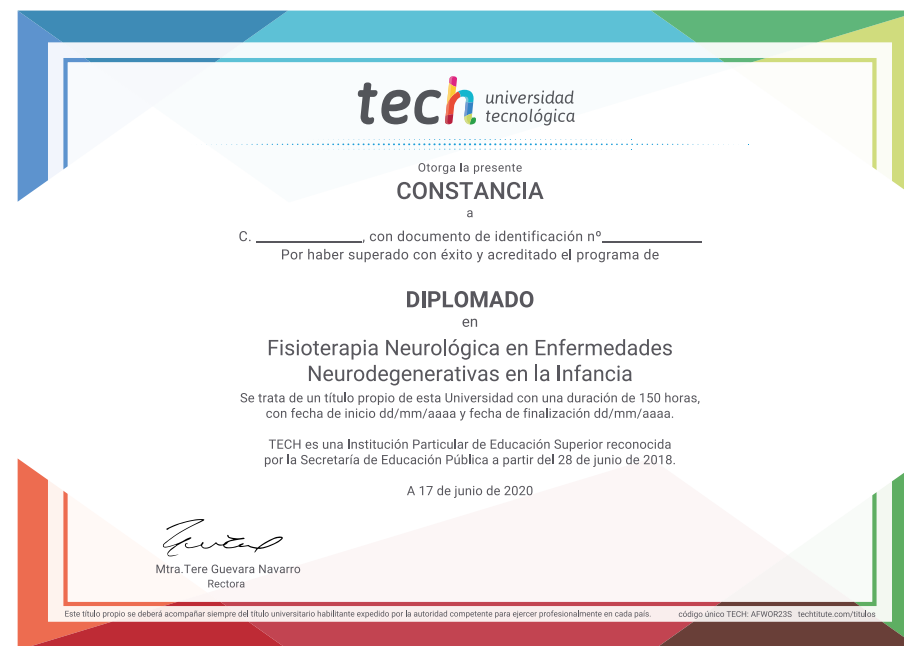 tech universidad
tecnológica
Otorga la presente
CONSTANCIA
a
C. ______________, con documento de identificación nº______________
Por haber superado con éxito y acreditado el programa de
DIPLOMADO
en
Fisioterapia Neurológica en Enfermedades
Neurodegenerativas en la Infancia
Se trata de un título propio de esta Universidad con una duración de 150 horas,
con fecha de inicio dd/mm/aaaa y fecha de finalización dd/mm/aaaa.
TECH es una Institución Particular de Educación Superior reconocida
por la Secretaría de Educación Pública a partir del 28 de junio de 2018.
A 17 de junio de 2020
Mtra.Tere Guevara Navarro
Rectora
Este título propio se deberá acompañar siempre del título universitario habilitante expedido por la autoridad competente para ejercer profesionalmente en cada país. código único TECH: AFWOR23S techtitute.com/titulos